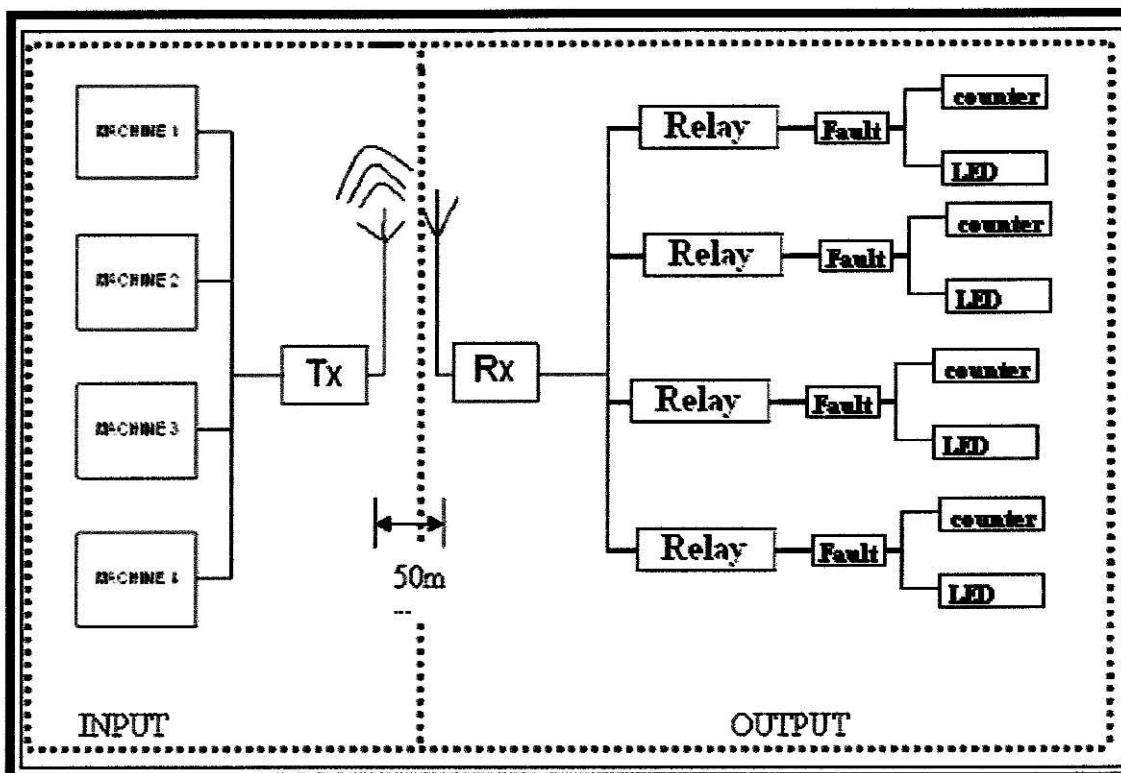 MACHINE 1
MACHINE 2
MACHINE 3
MACHINE 4
Tx
50m
---
INPUT
Rx
Relay
Fault
counter
LED
Relay
Fault
counter
LED
Relay
Fault
counter
LED
Relay
Fault
counter
LED
OUTPUT